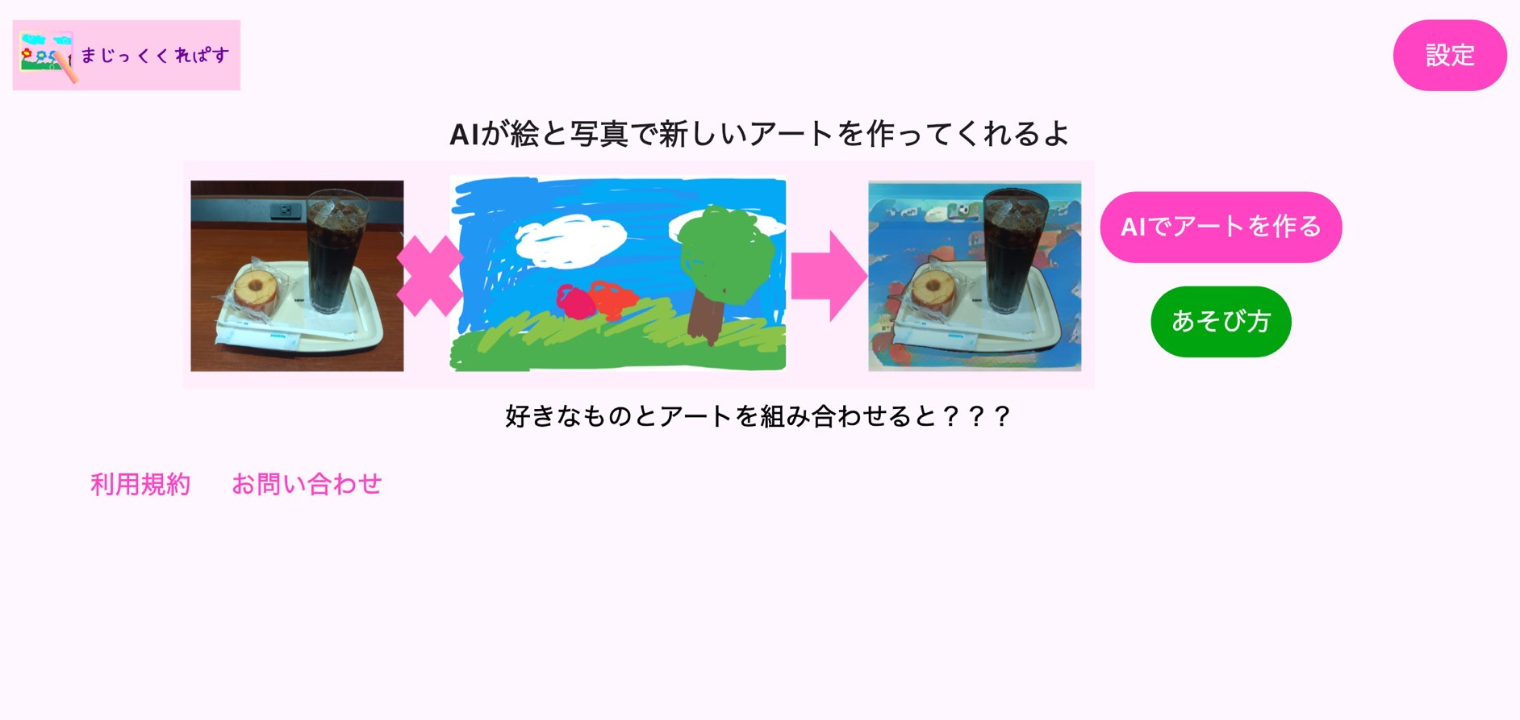 まじっくくれぱす
設定
AIが絵と写真で新しいアートを作ってくれるよ
AIでアートを作る
あそび方
好きなものとアートを組み合わせると？？？
利用規約 お問い合わせ